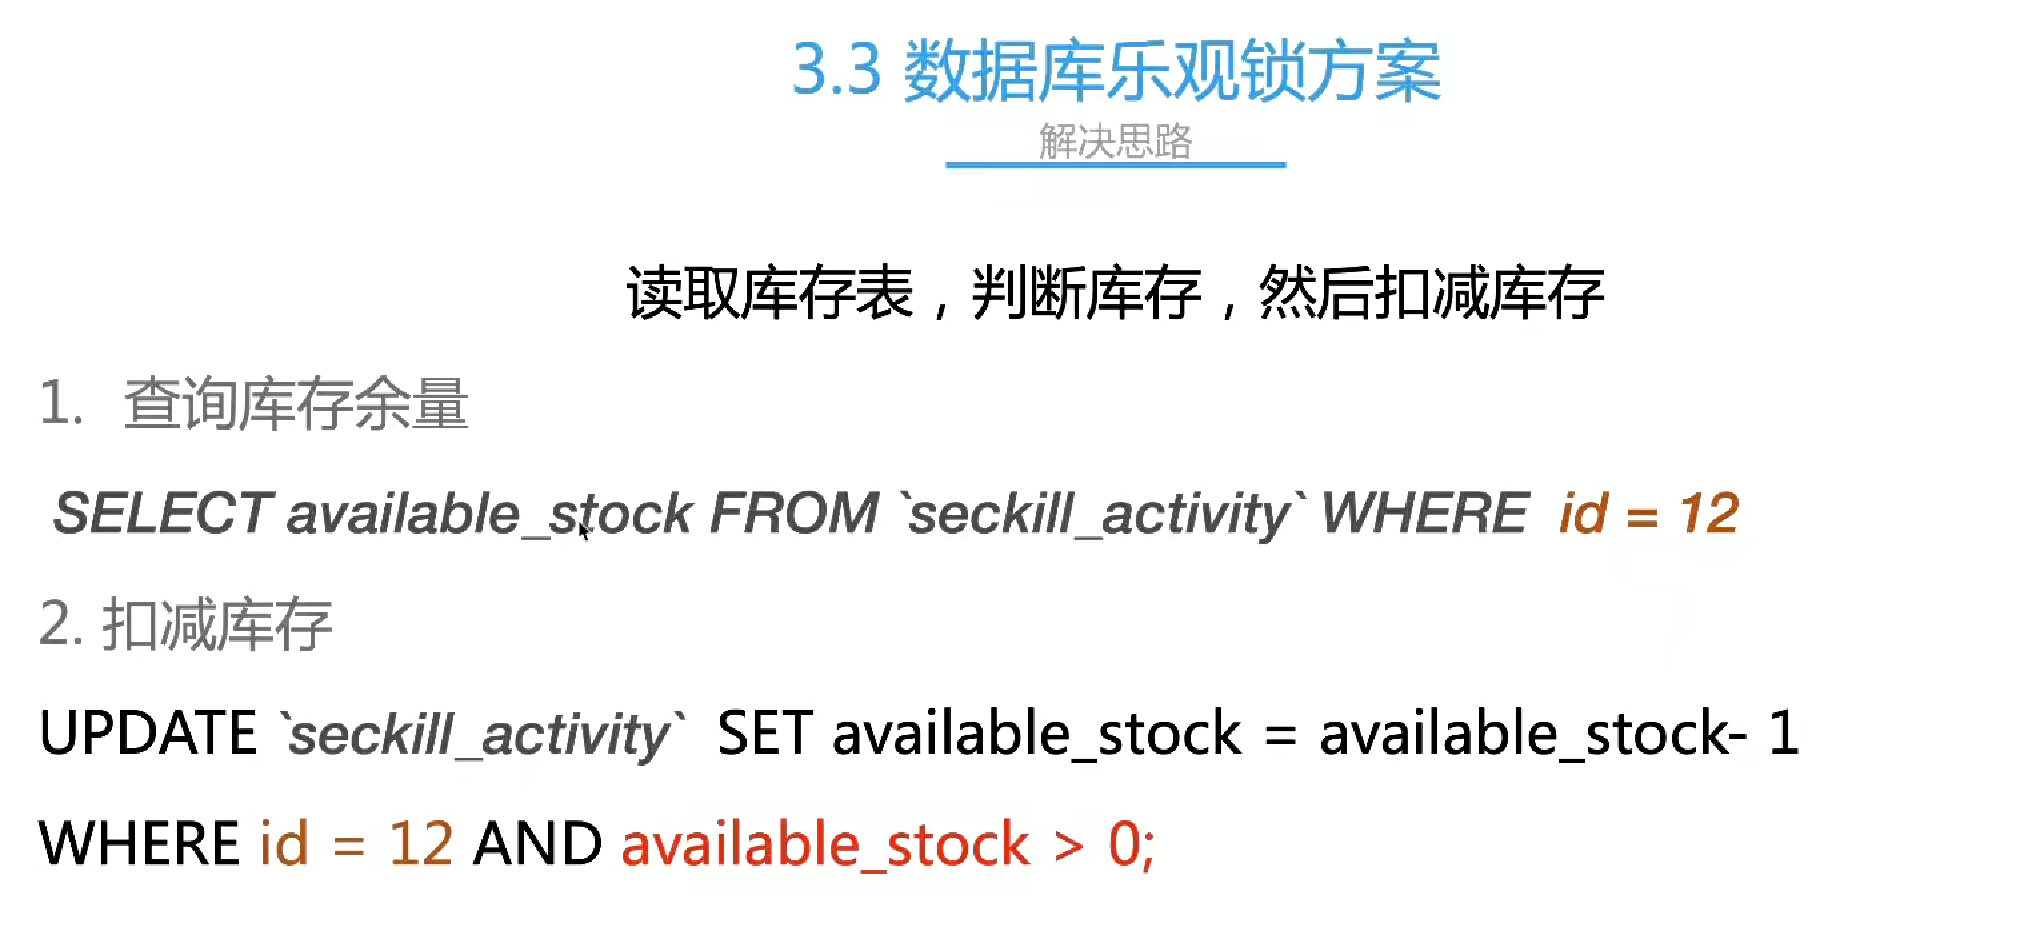 3.3 数据库乐观锁方案
解决思路
读取库存表，判断库存，然后扣减库存
1. 查询库存余量
SELECT available_stock FROM `seckill_activity` WHERE id = 12
2. 扣减库存
UPDATE `seckill_activity` SET available_stock = available_stock- 1
WHERE id = 12 AND available_stock > 0;